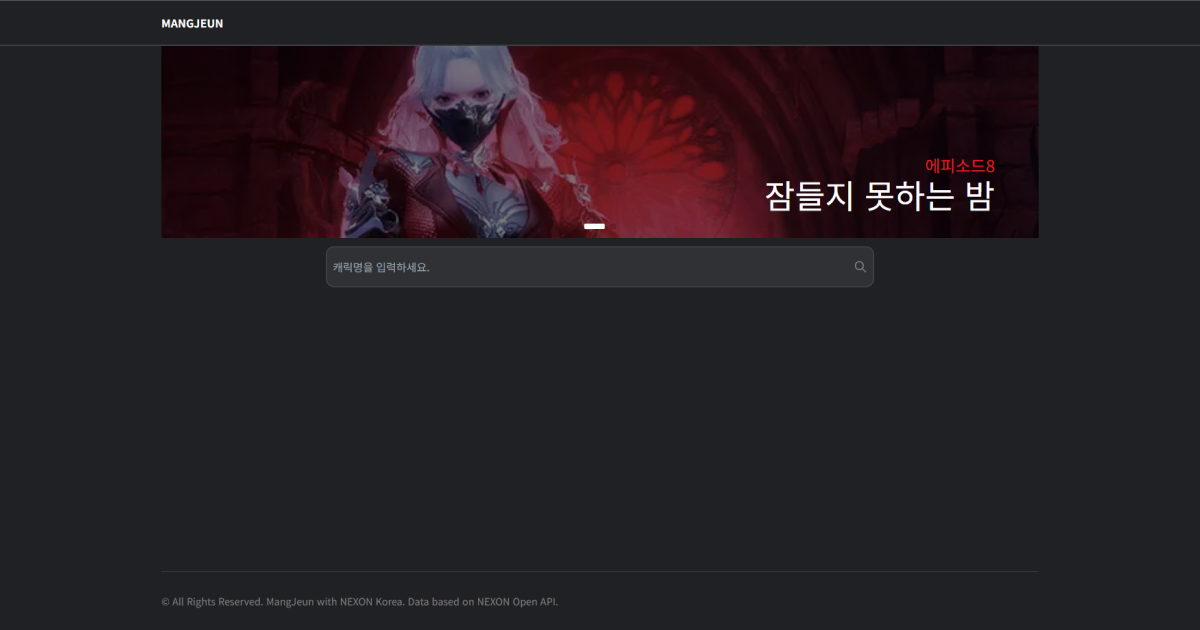 MANGJEUN
에피소드8
잠들지 못하는 밤
캐릭명을 입력하세요.
© All Rights Reserved. MangJeun with NEXON Korea. Data based on NEXON Open API.